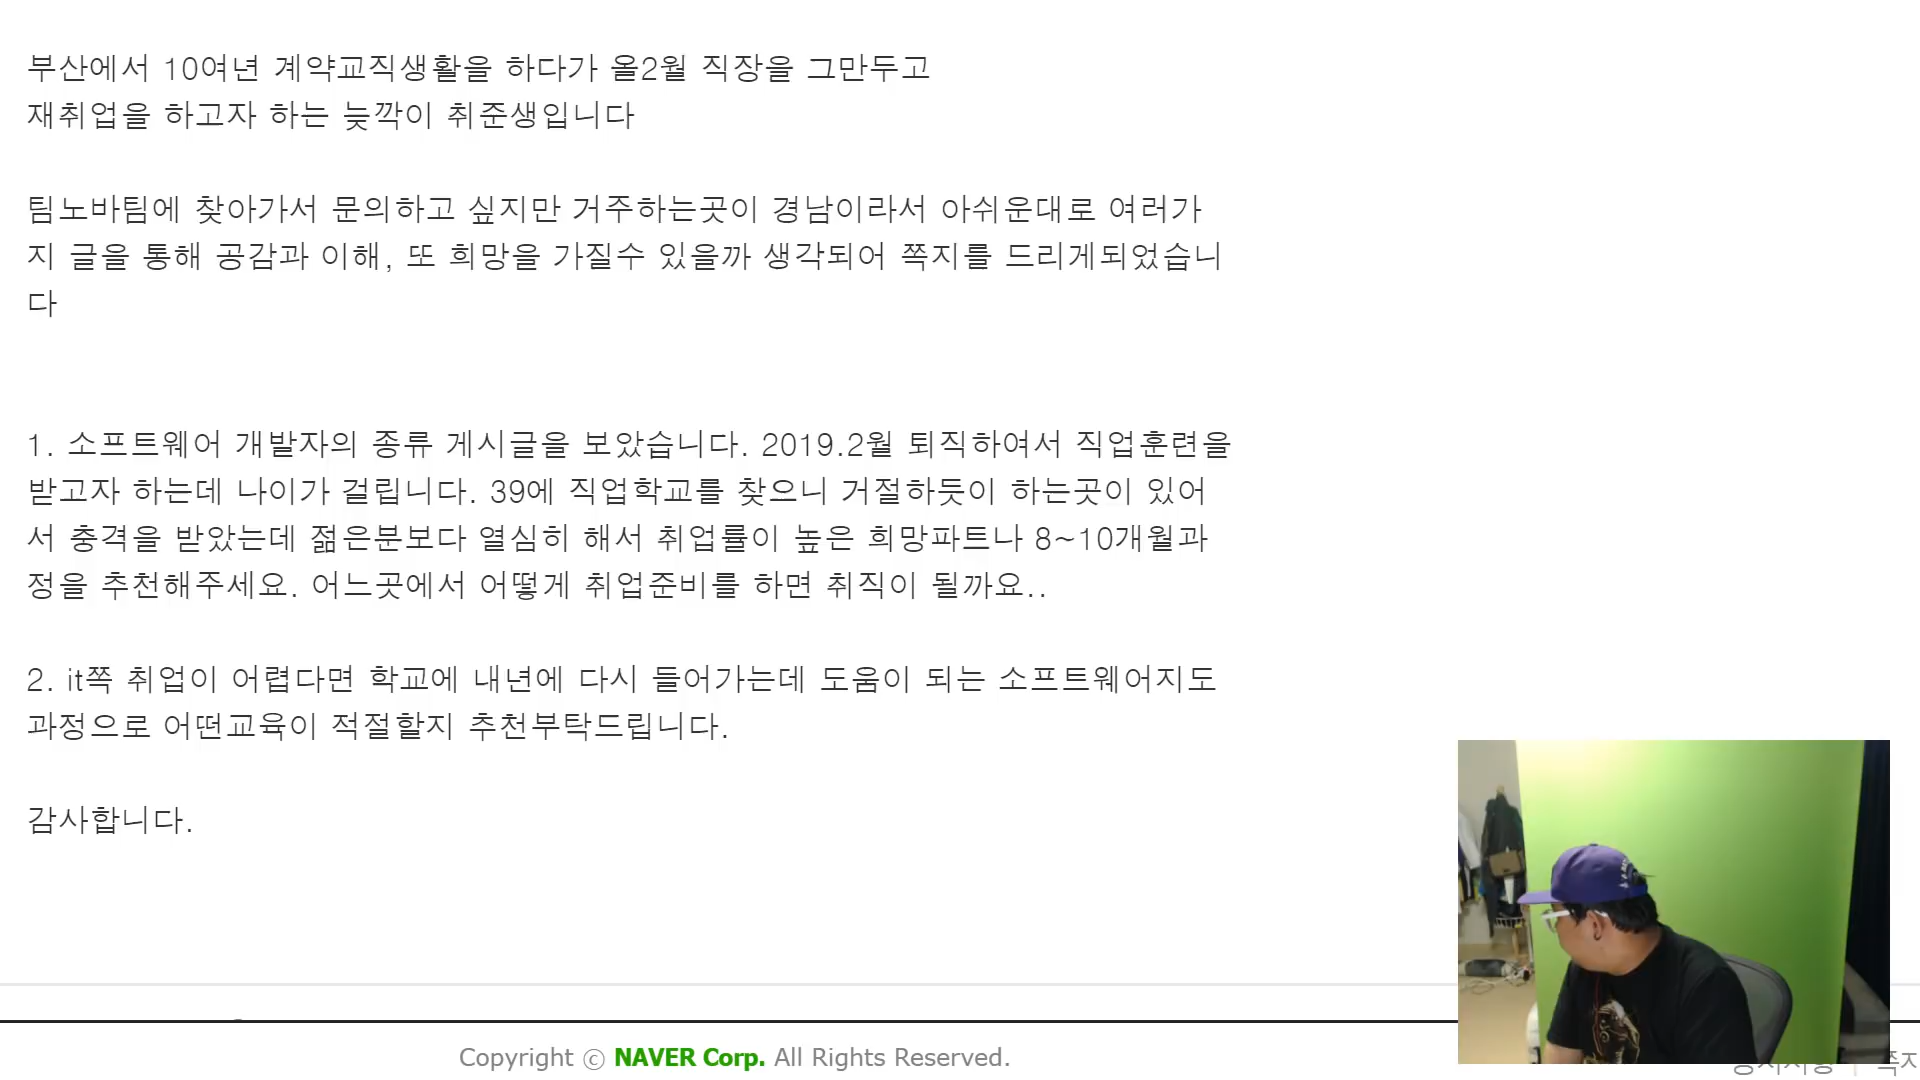 부산에서 10여년 계약교직생활을 하다가 올2월 직장을 그만두고
재취업을 하고자 하는 늦깍이 취준생입니다
팀노바팀에 찾아가서 문의하고 싶지만 거주하는곳이 경남이라서 아쉬운대로 여러가
지 글을 통해 공감과 이해, 또 희망을 가질수 있을까 생각되어 쪽지를 드리게되었습니
다
1. 소프트웨어 개발자의 종류 게시글을 보았습니다. 2019.2월 퇴직하여서 직업훈련을
받고자 하는데 나이가 걸립니다. 39에 직업학교를 찾으니 거절하듯이 하는곳이 있어
서 충격을 받았는데 젊은분보다 열심히 해서 취업률이 높은 희망파트나 8~10개월과
정을 추천해주세요. 어느곳에서 어떻게 취업준비를 하면 취직이 될까요..
2. it쪽 취업이 어렵다면 학교에 내년에 다시 들어가는데 도움이 되는 소프트웨어지도
과정으로 어떤교육이 적절할지 추천부탁드립니다.
감사합니다.
Copyright ⓒ NAVER Corp. All Rights Reserved.